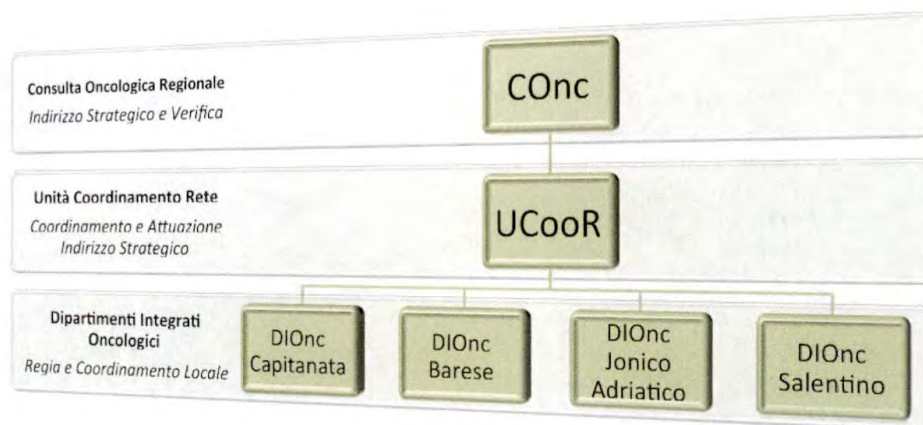 Consulta Oncologica Regionale
Indirizzo Strategico e Verifica
COnc
Unità Coordinamento Rete
Coordinamento e Attuazione
Indirizzo Strategico
UCooR
Dipartimenti Integrati
Oncologici
Regia e Coordinamento Locale
DIOnc
Capitanata
DIOnc
Barese
DIOnc
Jonico
Adriatico
DIOnc
Salentino